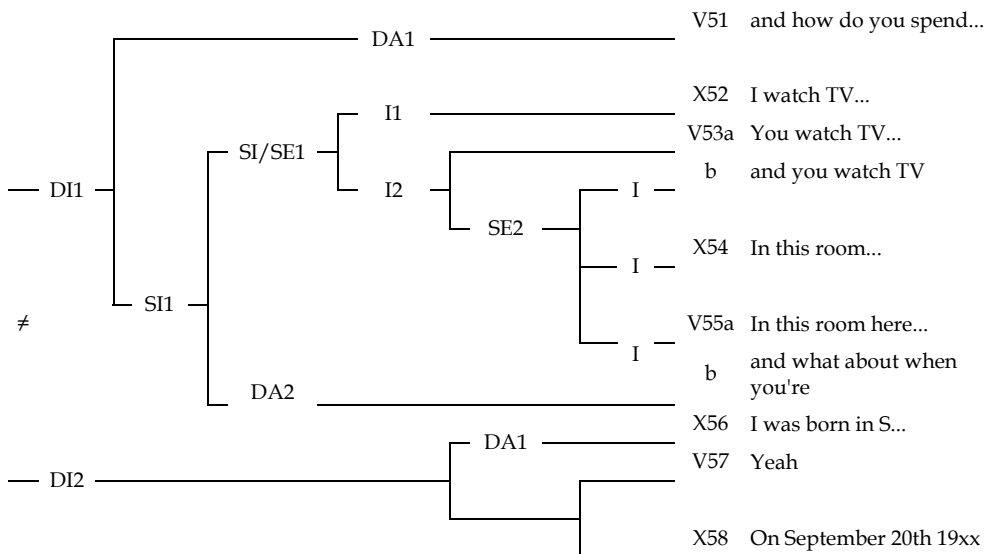 V51 and how do you spend...
DA1
X52 I watch TV...
I1
V53a You watch TV...
SI/SE1
b and you watch TV
DI1 I2 I
SE2
X54 In this room...
I
SI1
≠ V55a In this room here...
I
b and what about when
you're
DA2
X56 I was born in S...
DA1
V57 Yeah
DI2
X58 On September 20th 19xx